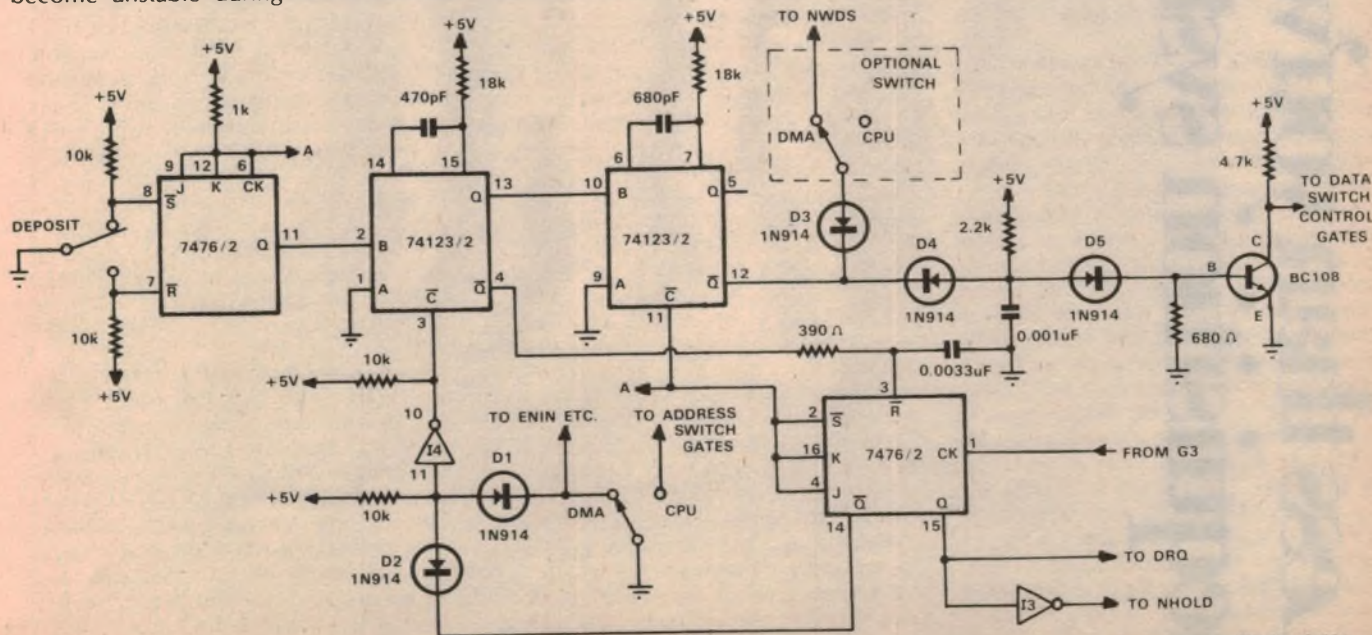 become unstable during
TO NWDS
+5V
+5V
+5V
OPTIONAL
SWITCH
+5V
1k
470pF
18k
680pF
18k
DMA
CPU
+5V
10k
A
+5V
4.7k
9
12
6
J
K
CK
14
15
6
7
TO DATA
SWITCH
CONTROL
GATES
8
S
Q
13
10
B
Q
5
D3
1N914
+5V
2.2k
DEPOSIT
7476/2
Q
11
2
B
74123/2
74123/2
D4
D5
C
B
BC108
E
7
R
1
A
C
Q
4
9
A
C
Q
12
1N914
1N914
3
11
390 Ω
0.001uF
680 Ω
10k
+5V
10k
+5V
A
0.0033uF
3
10
I4
11
TO ENIN ETC.
TO ADDRESS
SWITCH
GATES
2
S
R
16
K
7476/2
CK
1
FROM G3
4
J
D1
+5V
10k
1N914
DMA
CPU
Q
Q
14
15
D2
1N914
TO DRQ
I3
TO NHOLD